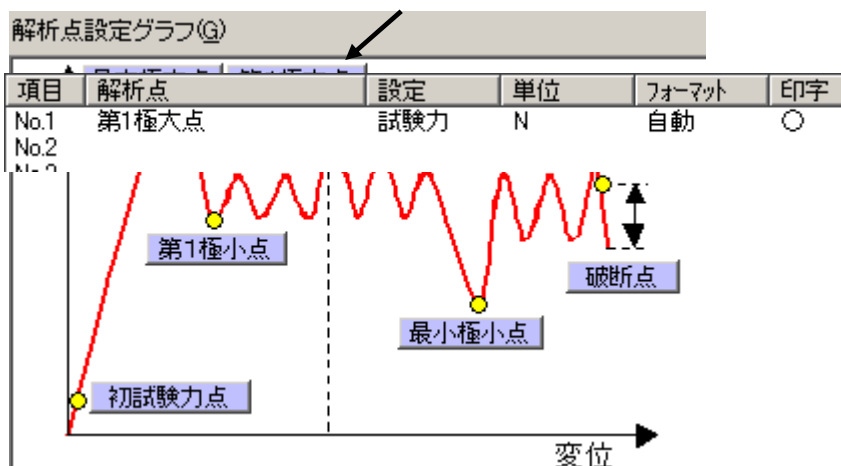 解析点設定グラフ(G)
項目 解析点 設定 単位 ﾌｫｰﾏｯﾄ 印字
No.1 第1極大点 試験力 N 自動 ○
No.2
第1極小点
破断点
最小極小点
初試験力点
変位